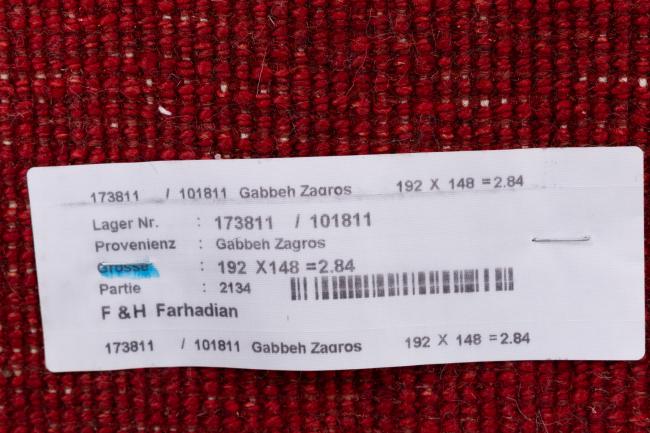 173811 / 101811 Gabbeh Zagros 192 X 148 =2.84
Lager Nr. : 173811 / 101811
Provenienz : Gabbeh Zagros
Grösse : 192 X148 =2.84
Partie : 2134
F &H Farhadian
173811 / 101811 Gabbeh Zagros 192 X 148 =2.84